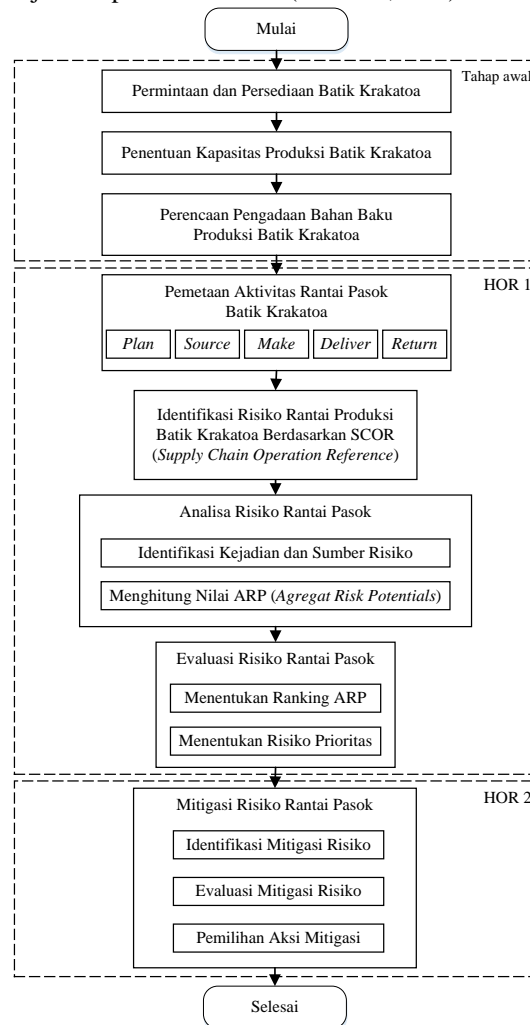 Mulai
Tahap awal
Permintaan dan Persediaan Batik Krakatoa
Penentuan Kapasitas Produksi Batik Krakatoa
Perencaan Pengadaan Bahan Baku
Produksi Batik Krakatoa
HOR 1
Pemetaan Aktivitas Rantai Pasok
Batik Krakatoa
Plan Source Make Deliver Return
Identifikasi Risiko Rantai Produksi
Batik Krakatoa Berdasarkan SCOR
(Supply Chain Operation Reference)
Analisa Risiko Rantai Pasok
Identifikasi Kejadian dan Sumber Risiko
Menghitung Nilai ARP (Agregat Risk Potentials)
Evaluasi Risiko Rantai Pasok
Menentukan Ranking ARP
Menentukan Risiko Prioritas
HOR 2
Mitigasi Risiko Rantai Pasok
Identifikasi Mitigasi Risiko
Evaluasi Mitigasi Risiko
Pemilihan Aksi Mitigasi
Selesai